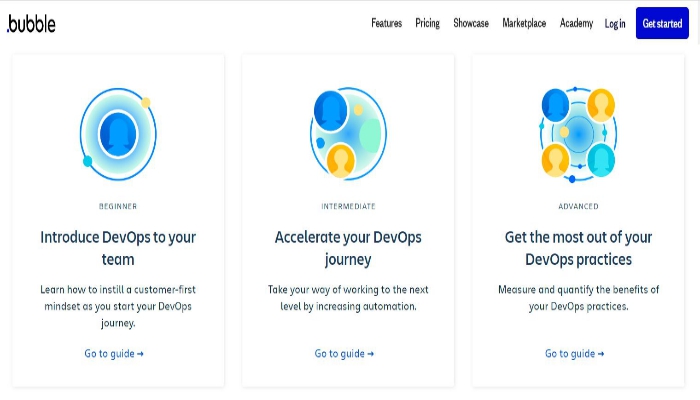 .bubble
Features Pricing Showcase Marketplace Academy Log in Get started
BEGINNER
Introduce DevOps to your
team
Learn how to instill a customer-first
mindset as you start your DevOps
journey.
Go to guide →
INTERMEDIATE
Accelerate your DevOps
journey
Take your way of working to the next
level by increasing automation.
Go to guide →
ADVANCED
Get the most out of your
DevOps practices
Measure and quantify the benefits of
your DevOps practices.
Go to guide →